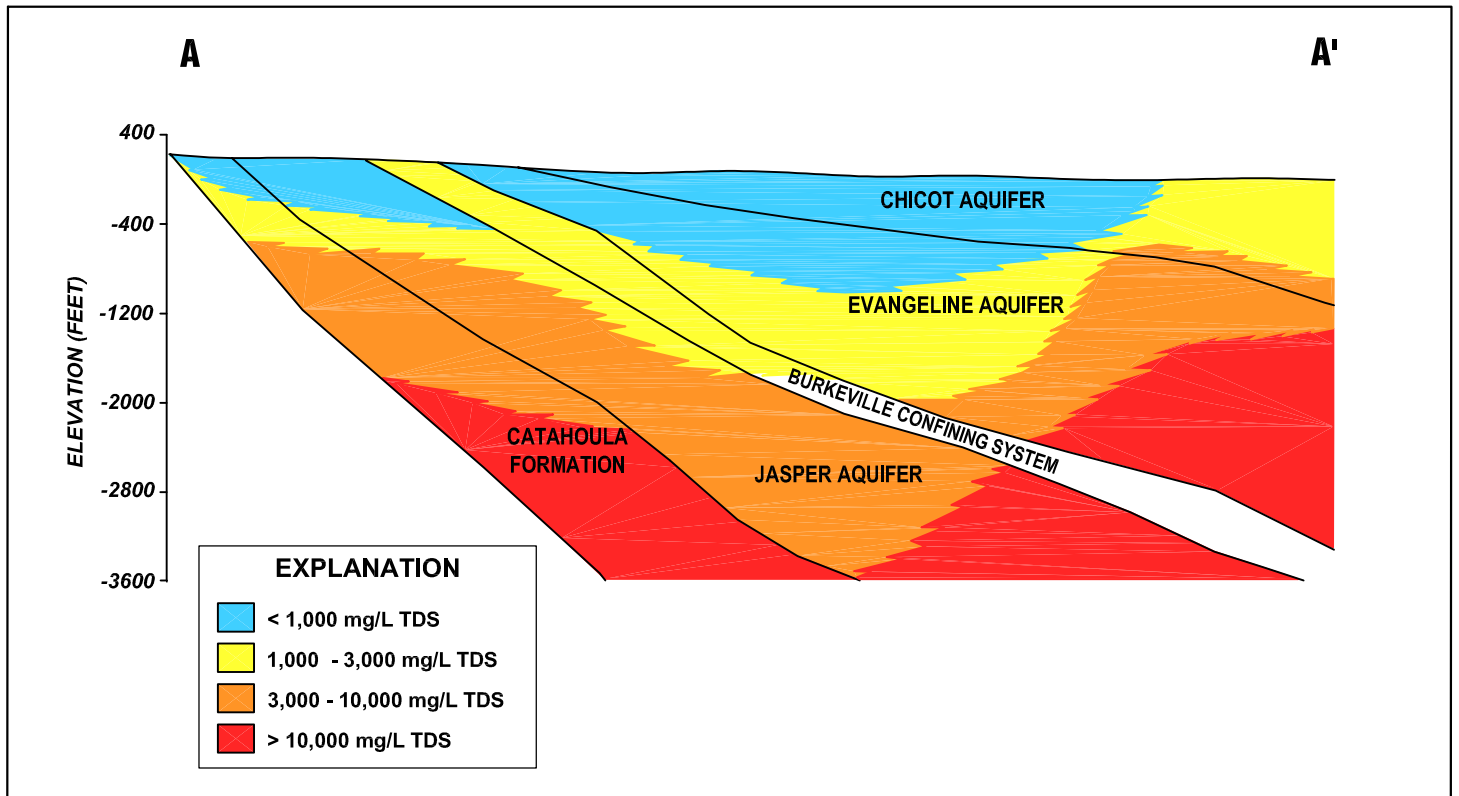 A
A'
400
-400
-1200
-2000
-2800
-3600
ELEVATION (FEET)
CHICOT AQUIFER
EVANGELINE AQUIFER
BURKEVILLE CONFINING SYSTEM
CATAHOULA
FORMATION
JASPER AQUIFER
EXPLANATION
< 1,000 mg/L TDS
1,000 - 3,000 mg/L TDS
3,000 - 10,000 mg/L TDS
> 10,000 mg/L TDS